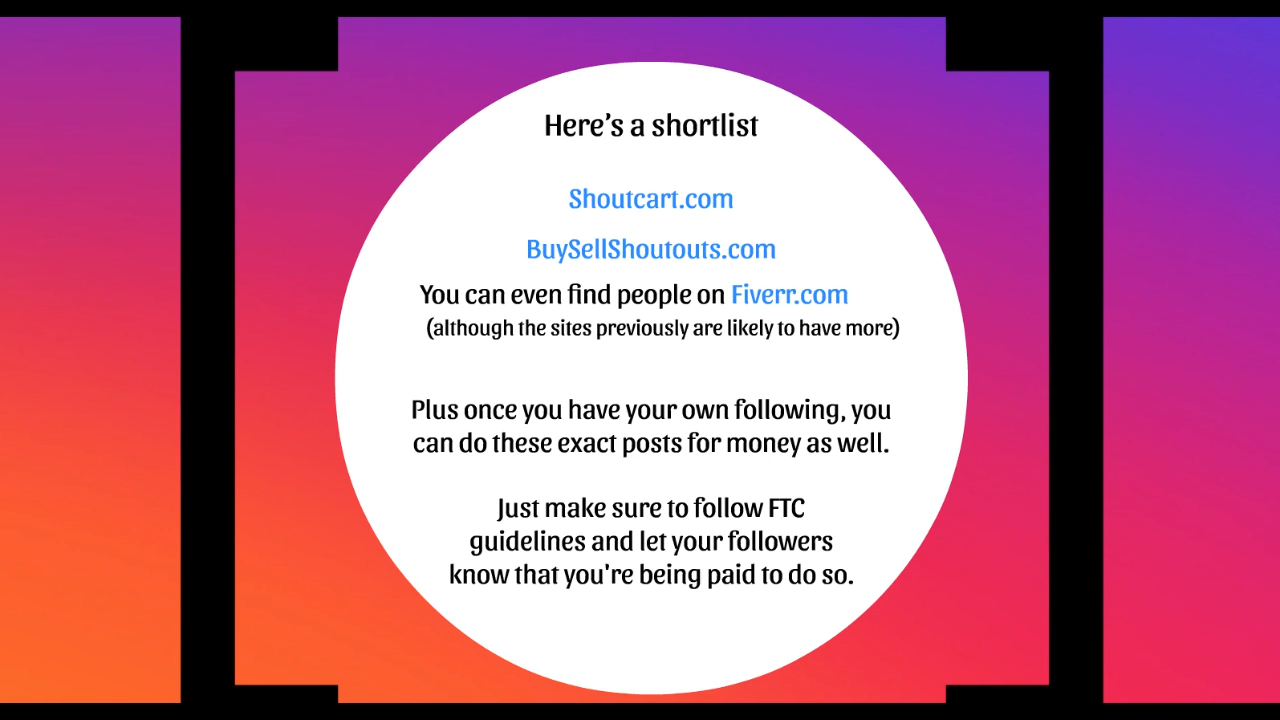 Here’s a shortlist
Shoutcart.com
BuySellShoutouts.com
You can even find people on Fiverr.com
(although the sites previously are likely to have more)
Plus once you have your own following, you
can do these exact posts for money as well.
Just make sure to follow FTC
guidelines and let your followers
know that you're being paid to do so.